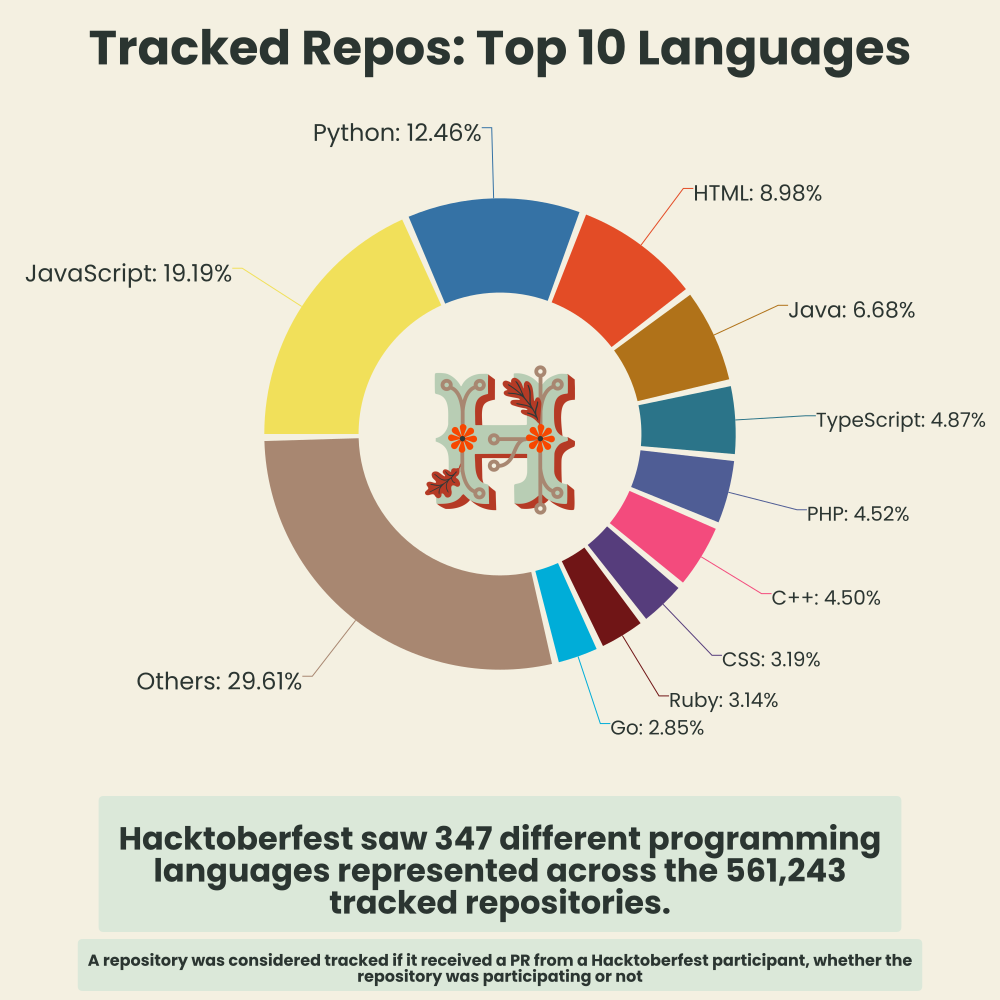 Tracked Repos: Top 10 Languages
Python: 12.46%
HTML: 8.98%
JavaScript: 19.19%
Java: 6.68%
TypeScript: 4.87%
PHP: 4.52%
C++: 4.50%
CSS: 3.19%
Others: 29.61%
Ruby: 3.14%
Go: 2.85%
H
Hacktoberfest saw 347 different programming
languages represented across the 561,243
tracked repositories.
A repository was considered tracked if it received a PR from a Hacktoberfest participant, whether the
repository was participating or not